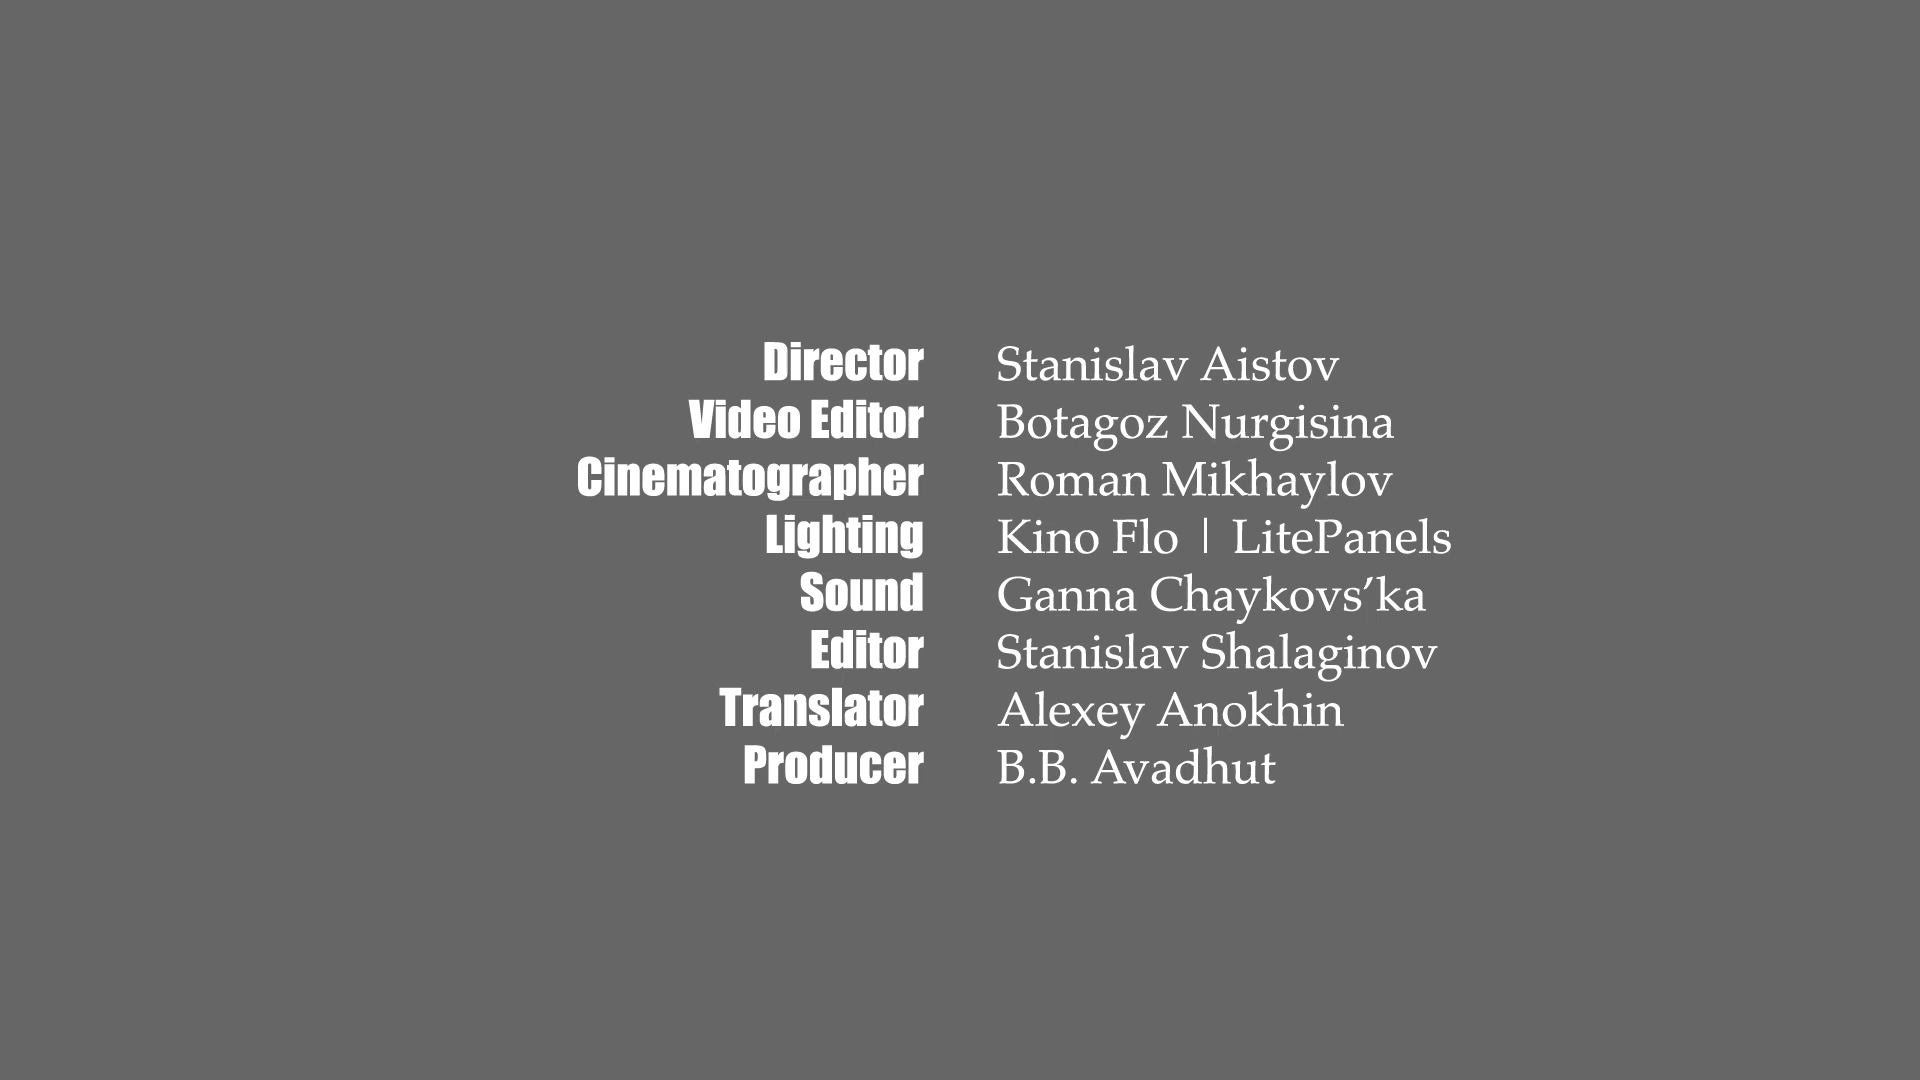 Director Stanislav Aistov
Video Editor Botagoz Nurgisina
Cinematographer Roman Mikhaylov
Lighting Kino Flo | LitePanels
Sound Ganna Chaykovs’ka
Editor Stanislav Shalaginov
Translator Alexey Anokhin
Producer B.B. Avadhut